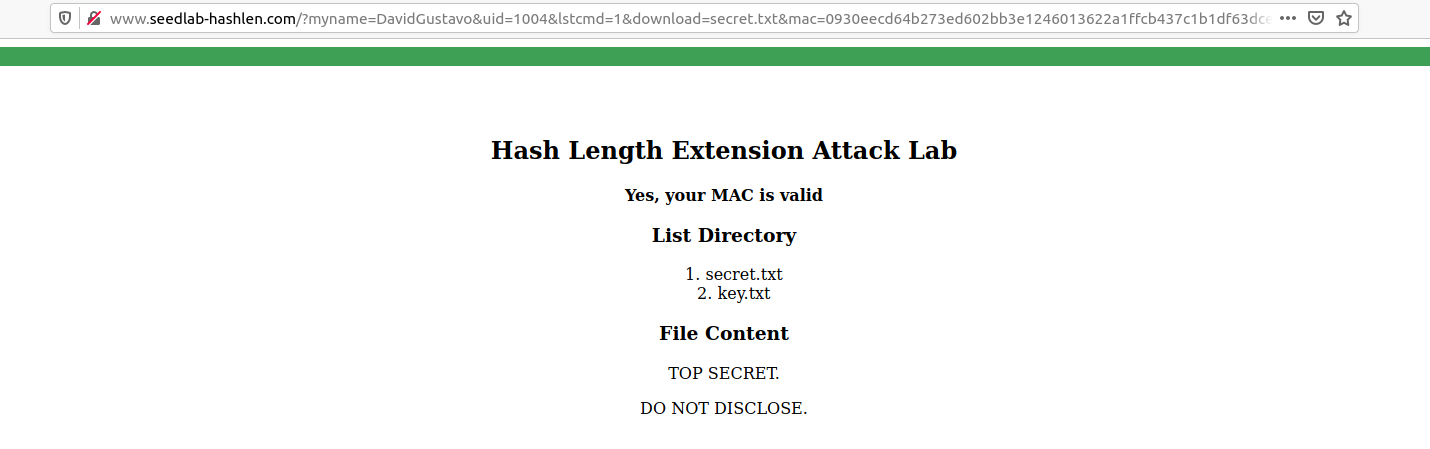 www.seedlab-hashlen.com/?myname=DavidGustavo&uid=1004&lstcmd=1&download=secret.txt&mac=0930eecd64b273ed602bb3e1246013622a1ffcb437c1b1df63dce
Hash Length Extension Attack Lab
Yes, your MAC is valid
List Directory
1. secret.txt
2. key.txt
File Content
TOP SECRET.
DO NOT DISCLOSE.